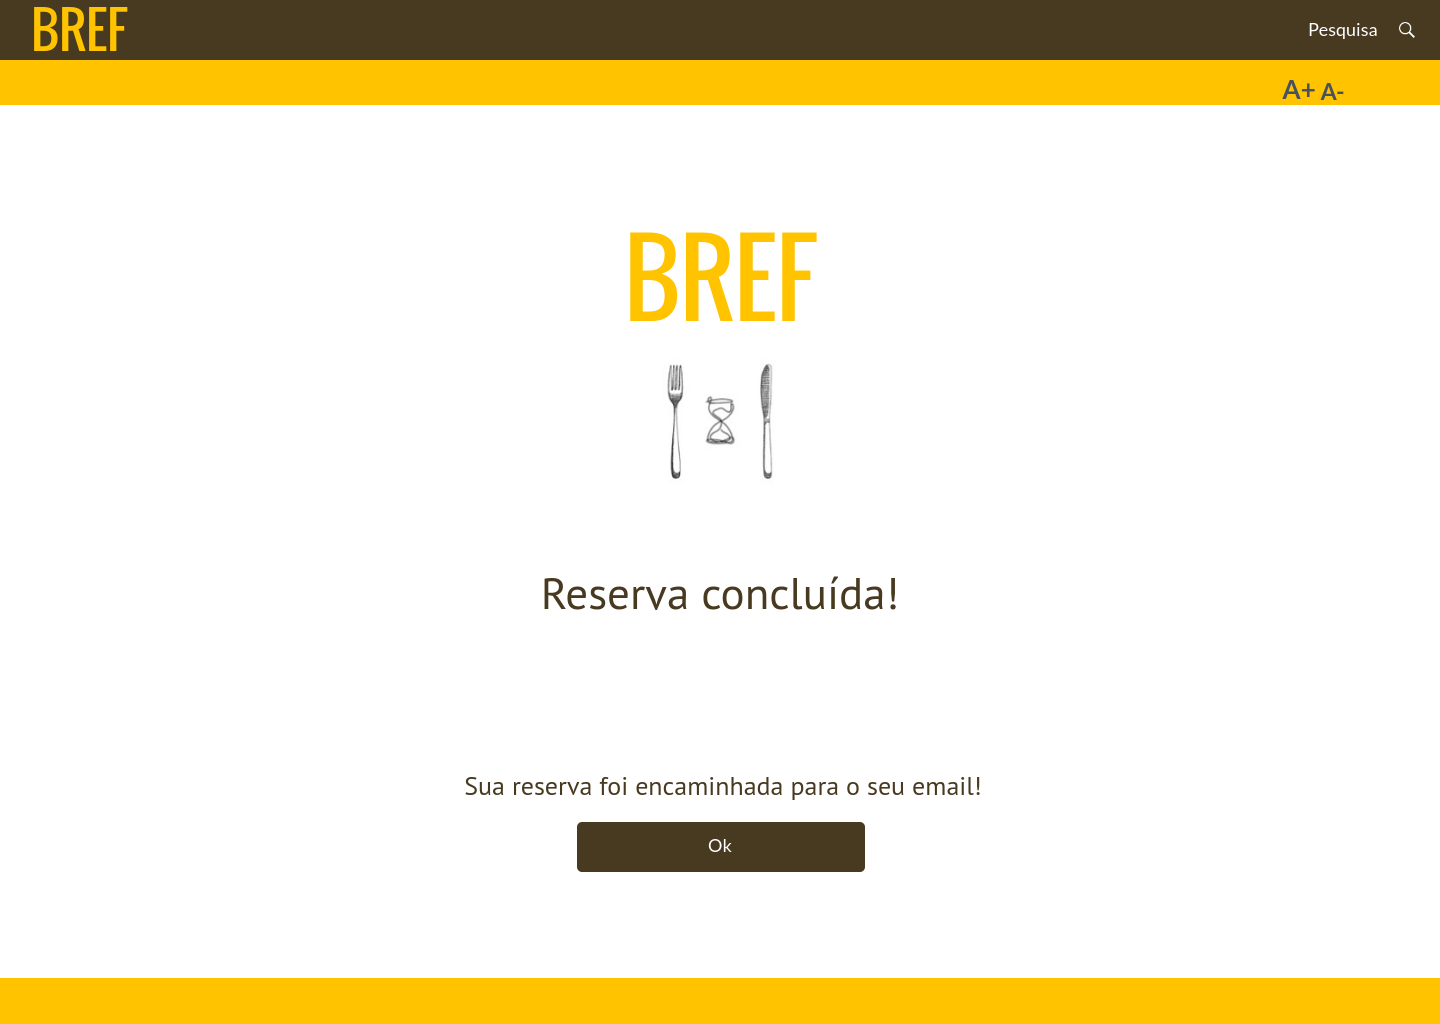 BREF
Pesquisa
A+ A-
BREF
Reserva concluída!
Sua reserva foi encaminhada para o seu email!
Ok